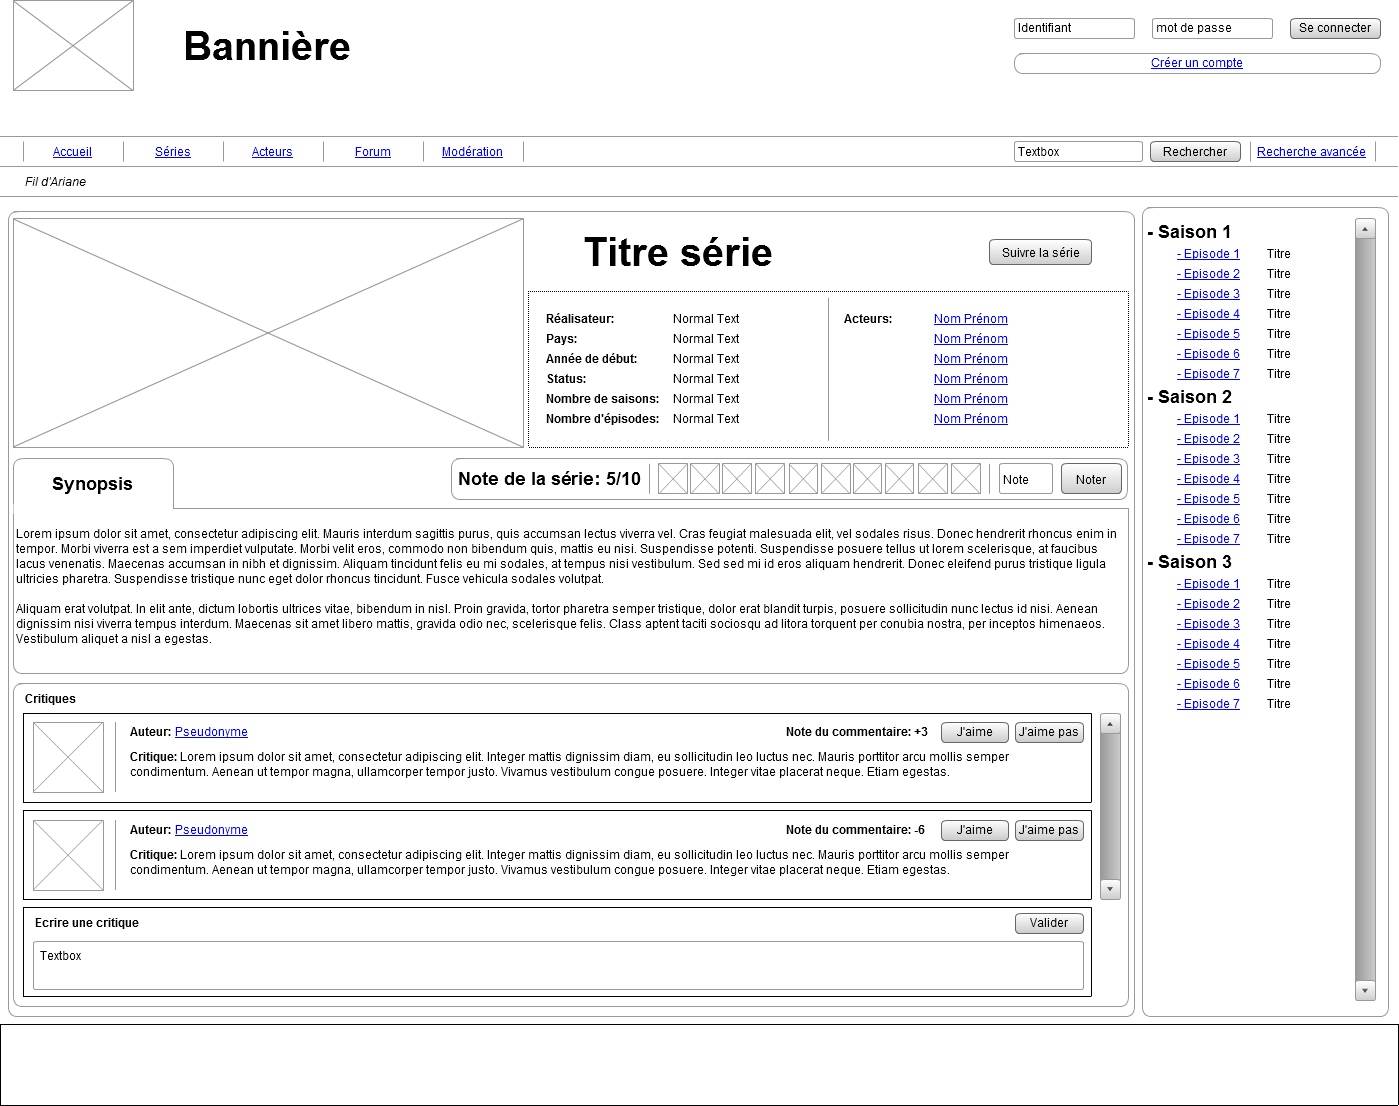 Bannière
Identifiant mot de passe Se connecter
Créer un compte
Accueil Séries Acteurs Forum Modération Textbox Rechercher Recherche avancée
Fil d'Ariane
Titre série
Suivre la série
Réalisateur: Normal Text
Pays: Normal Text
Année de début: Normal Text
Status: Normal Text
Nombre de saisons: Normal Text
Nombre d'épisodes: Normal Text
Acteurs: Nom Prénom
Nom Prénom
Nom Prénom
Nom Prénom
Nom Prénom
Nom Prénom
Synopsis
Note de la série: 5/10 Note Noter
Lorem ipsum dolor sit amet, consectetur adipiscing elit. Mauris interdum sagittis purus, quis accumsan lectus viverra vel. Cras feugiat malesuada elit, vel sodales risus. Donec hendrerit rhoncus enim in
tempor. Morbi viverra est a sem imperdiet vulputate. Morbi velit eros, commodo non bibendum quis, mattis eu nisi. Suspendisse potenti. Suspendisse posuere tellus ut lorem scelerisque, at faucibus
lacus venenatis. Maecenas accumsan in nibh et dignissim. Aliquam tincidunt felis eu mi sodales, at tempus nisi vestibulum. Sed sed mi id eros aliquam hendrerit. Donec eleifend purus tristique ligula
ultricies pharetra. Suspendisse tristique nunc eget dolor rhoncus tincidunt. Fusce vehicula sodales volutpat.
Aliquam erat volutpat. In elit ante, dictum lobortis ultrices vitae, bibendum in nisl. Proin gravida, tortor pharetra semper tristique, dolor erat blandit turpis, posuere sollicitudin nunc lectus id nisi. Aenean
dignissim nisi viverra tempus interdum. Maecenas sit amet libero mattis, gravida odio nec, scelerisque felis. Class aptent taciti sociosqu ad litora torquent per conubia nostra, per inceptos himenaeos.
Vestibulum aliquet a nisl a egestas.
Critiques
Auteur: Pseudonyme Note du commentaire: +3 J'aime J'aime pas
Critique: Lorem ipsum dolor sit amet, consectetur adipiscing elit. Integer mattis dignissim diam, eu sollicitudin leo luctus nec. Mauris porttitor arcu mollis semper
condimentum. Aenean ut tempor magna, ullamcorper tempor justo. Vivamus vestibulum congue posuere. Integer vitae placerat neque. Etiam egestas.
Auteur: Pseudonyme Note du commentaire: -6 J'aime J'aime pas
Critique: Lorem ipsum dolor sit amet, consectetur adipiscing elit. Integer mattis dignissim diam, eu sollicitudin leo luctus nec. Mauris porttitor arcu mollis semper
condimentum. Aenean ut tempor magna, ullamcorper tempor justo. Vivamus vestibulum congue posuere. Integer vitae placerat neque. Etiam egestas.
Ecrire une critique Valider
Textbox
- Saison 1
- Episode 1 Titre
- Episode 2 Titre
- Episode 3 Titre
- Episode 4 Titre
- Episode 5 Titre
- Episode 6 Titre
- Episode 7 Titre
- Saison 2
- Episode 1 Titre
- Episode 2 Titre
- Episode 3 Titre
- Episode 4 Titre
- Episode 5 Titre
- Episode 6 Titre
- Episode 7 Titre
- Saison 3
- Episode 1 Titre
- Episode 2 Titre
- Episode 3 Titre
- Episode 4 Titre
- Episode 5 Titre
- Episode 6 Titre
- Episode 7 Titre